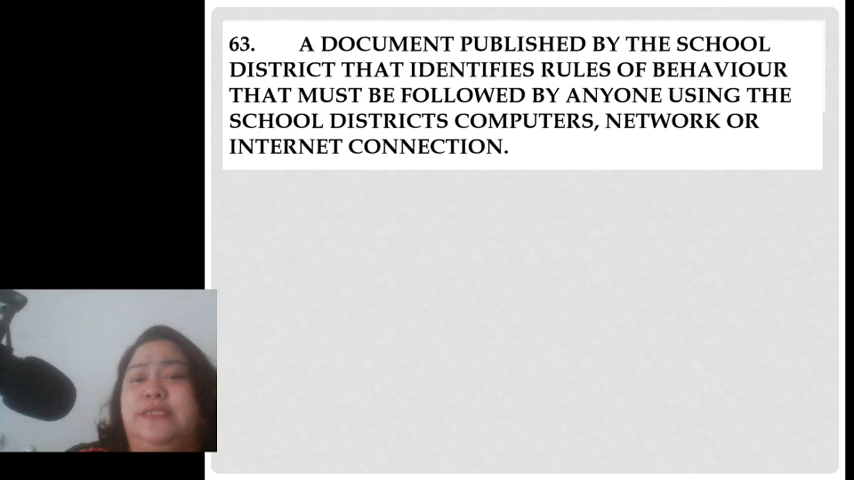 63. A DOCUMENT PUBLISHED BY THE SCHOOL
DISTRICT THAT IDENTIFIES RULES OF BEHAVIOUR
THAT MUST BE FOLLOWED BY ANYONE USING THE
SCHOOL DISTRICTS COMPUTERS, NETWORK OR
INTERNET CONNECTION.